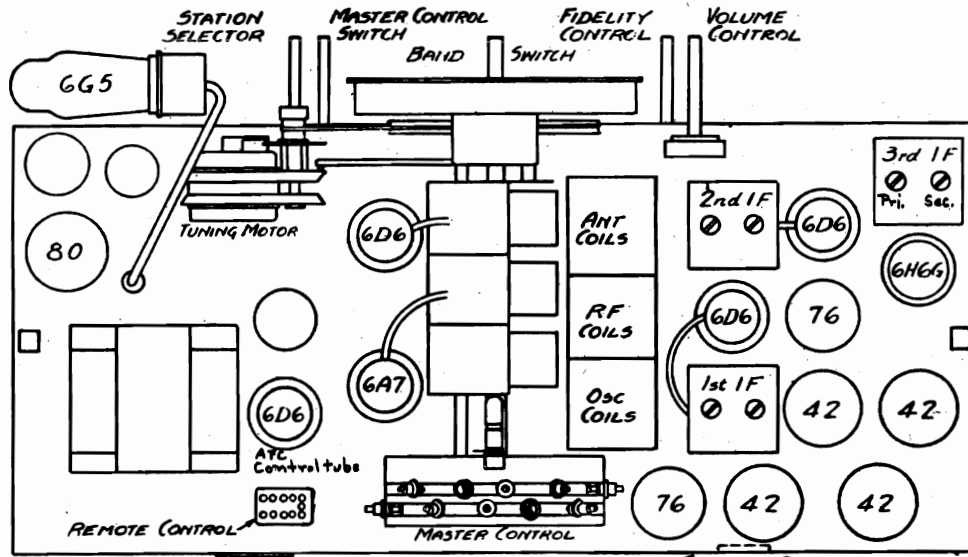 STATION
SELECTOR
MASTER CONTROL
SWITCH
FIDELITY
CONTROL
VOLUME
CONTROL
BAND SWITCH
6G5
3rd IF
Pri. Sec.
2nd IF
6D6
6D6
ANT
COILS
TUNING MOTOR
80
6H6G
6D6
76
RF
COILS
6A7
1st IF
OSC
COILS
42
42
6D6
AFC
Control tube
REMOTE CONTROL
MASTER CONTROL
76
42
42